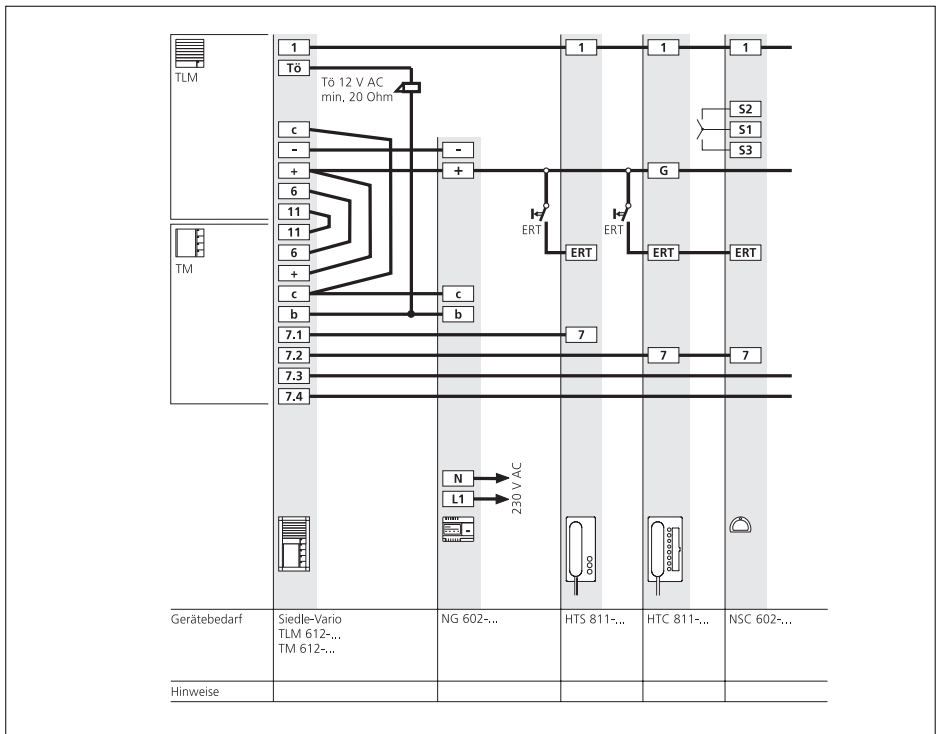 TLM
1
1
1
1
Tö
Tö 12 V AC
min. 20 Ohm
S2
c
S1
-
-
S3
+
+
G
6
11
ERT
ERT
11
TM
6
ERT
ERT
ERT
+
c
c
b
b
7.1
7
7.2
7
7
7.3
7.4
N
L1
230 V AC
Gerätebedarf
Siedle-Vario
TLM 612-...
TM 612-...
NG 602-...
HTS 811-...
HTC 811-...
NSC 602-...
Hinweise